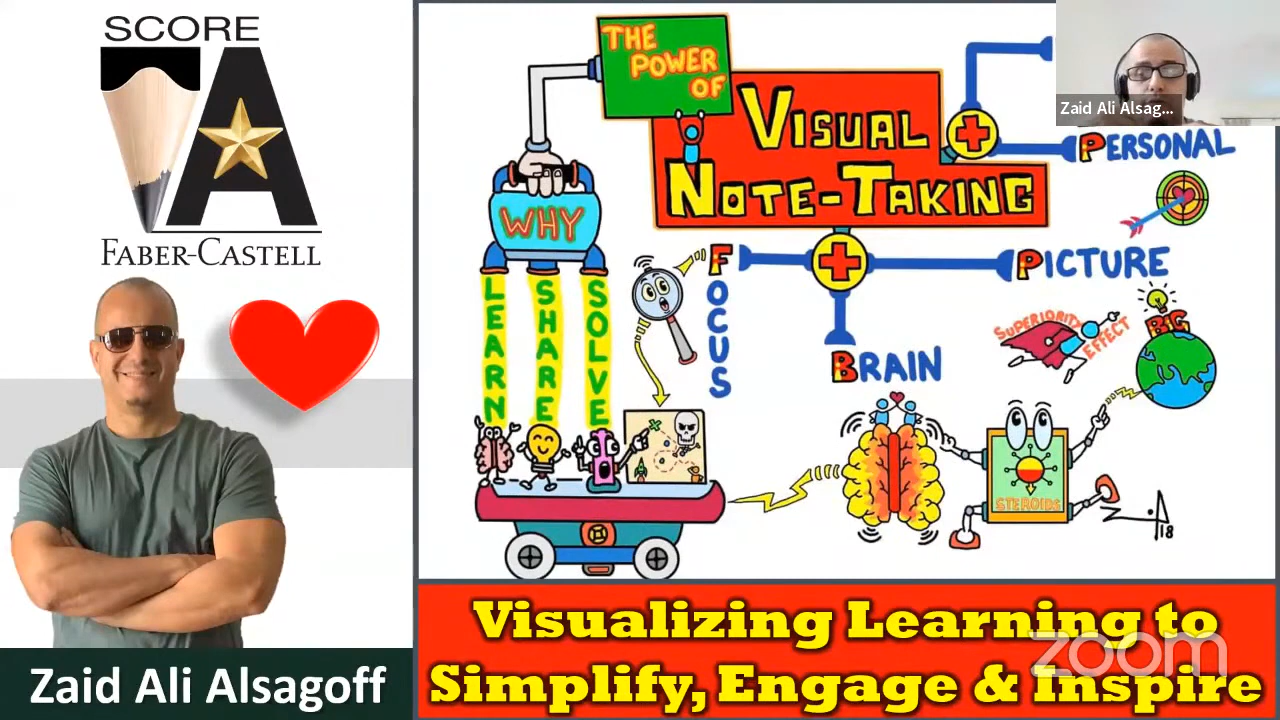 SCORE
A
FABER-CASTELL
Zaid Ali Alsagoff
THE
POWER
OF
VISUAL
NOTE-TAKING
WHY
LEARN
SHARE
SOLVE
FOCUS
PERSONAL
PICTURE
SUPERIORITY
EFFECT
BIG
BRAIN
STEROIDS
18
Zaid Ali Alsag...
Visualizing Learning to
Simplify, Engage & Inspire
zoom